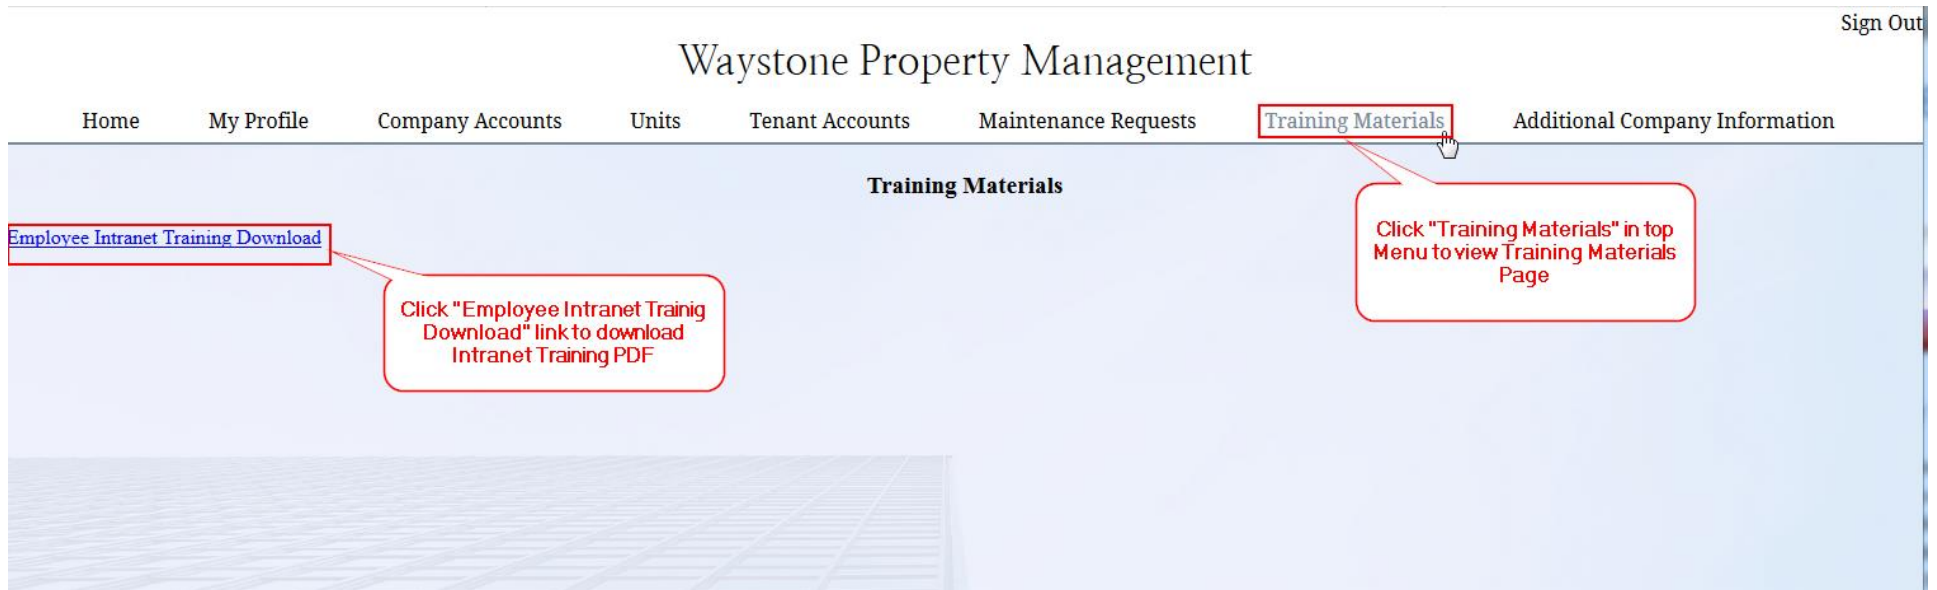 Sign Out
Waystone Property Management
Home My Profile Company Accounts Units Tenant Accounts Maintenance Requests Training Materials Additional Company Information
Training Materials
Employee Intranet Training Download
Click "Training Materials" in top
Menu to view Training Materials
Page
Click "Employee Intranet Trainig
Download" link to download
Intranet Training PDF